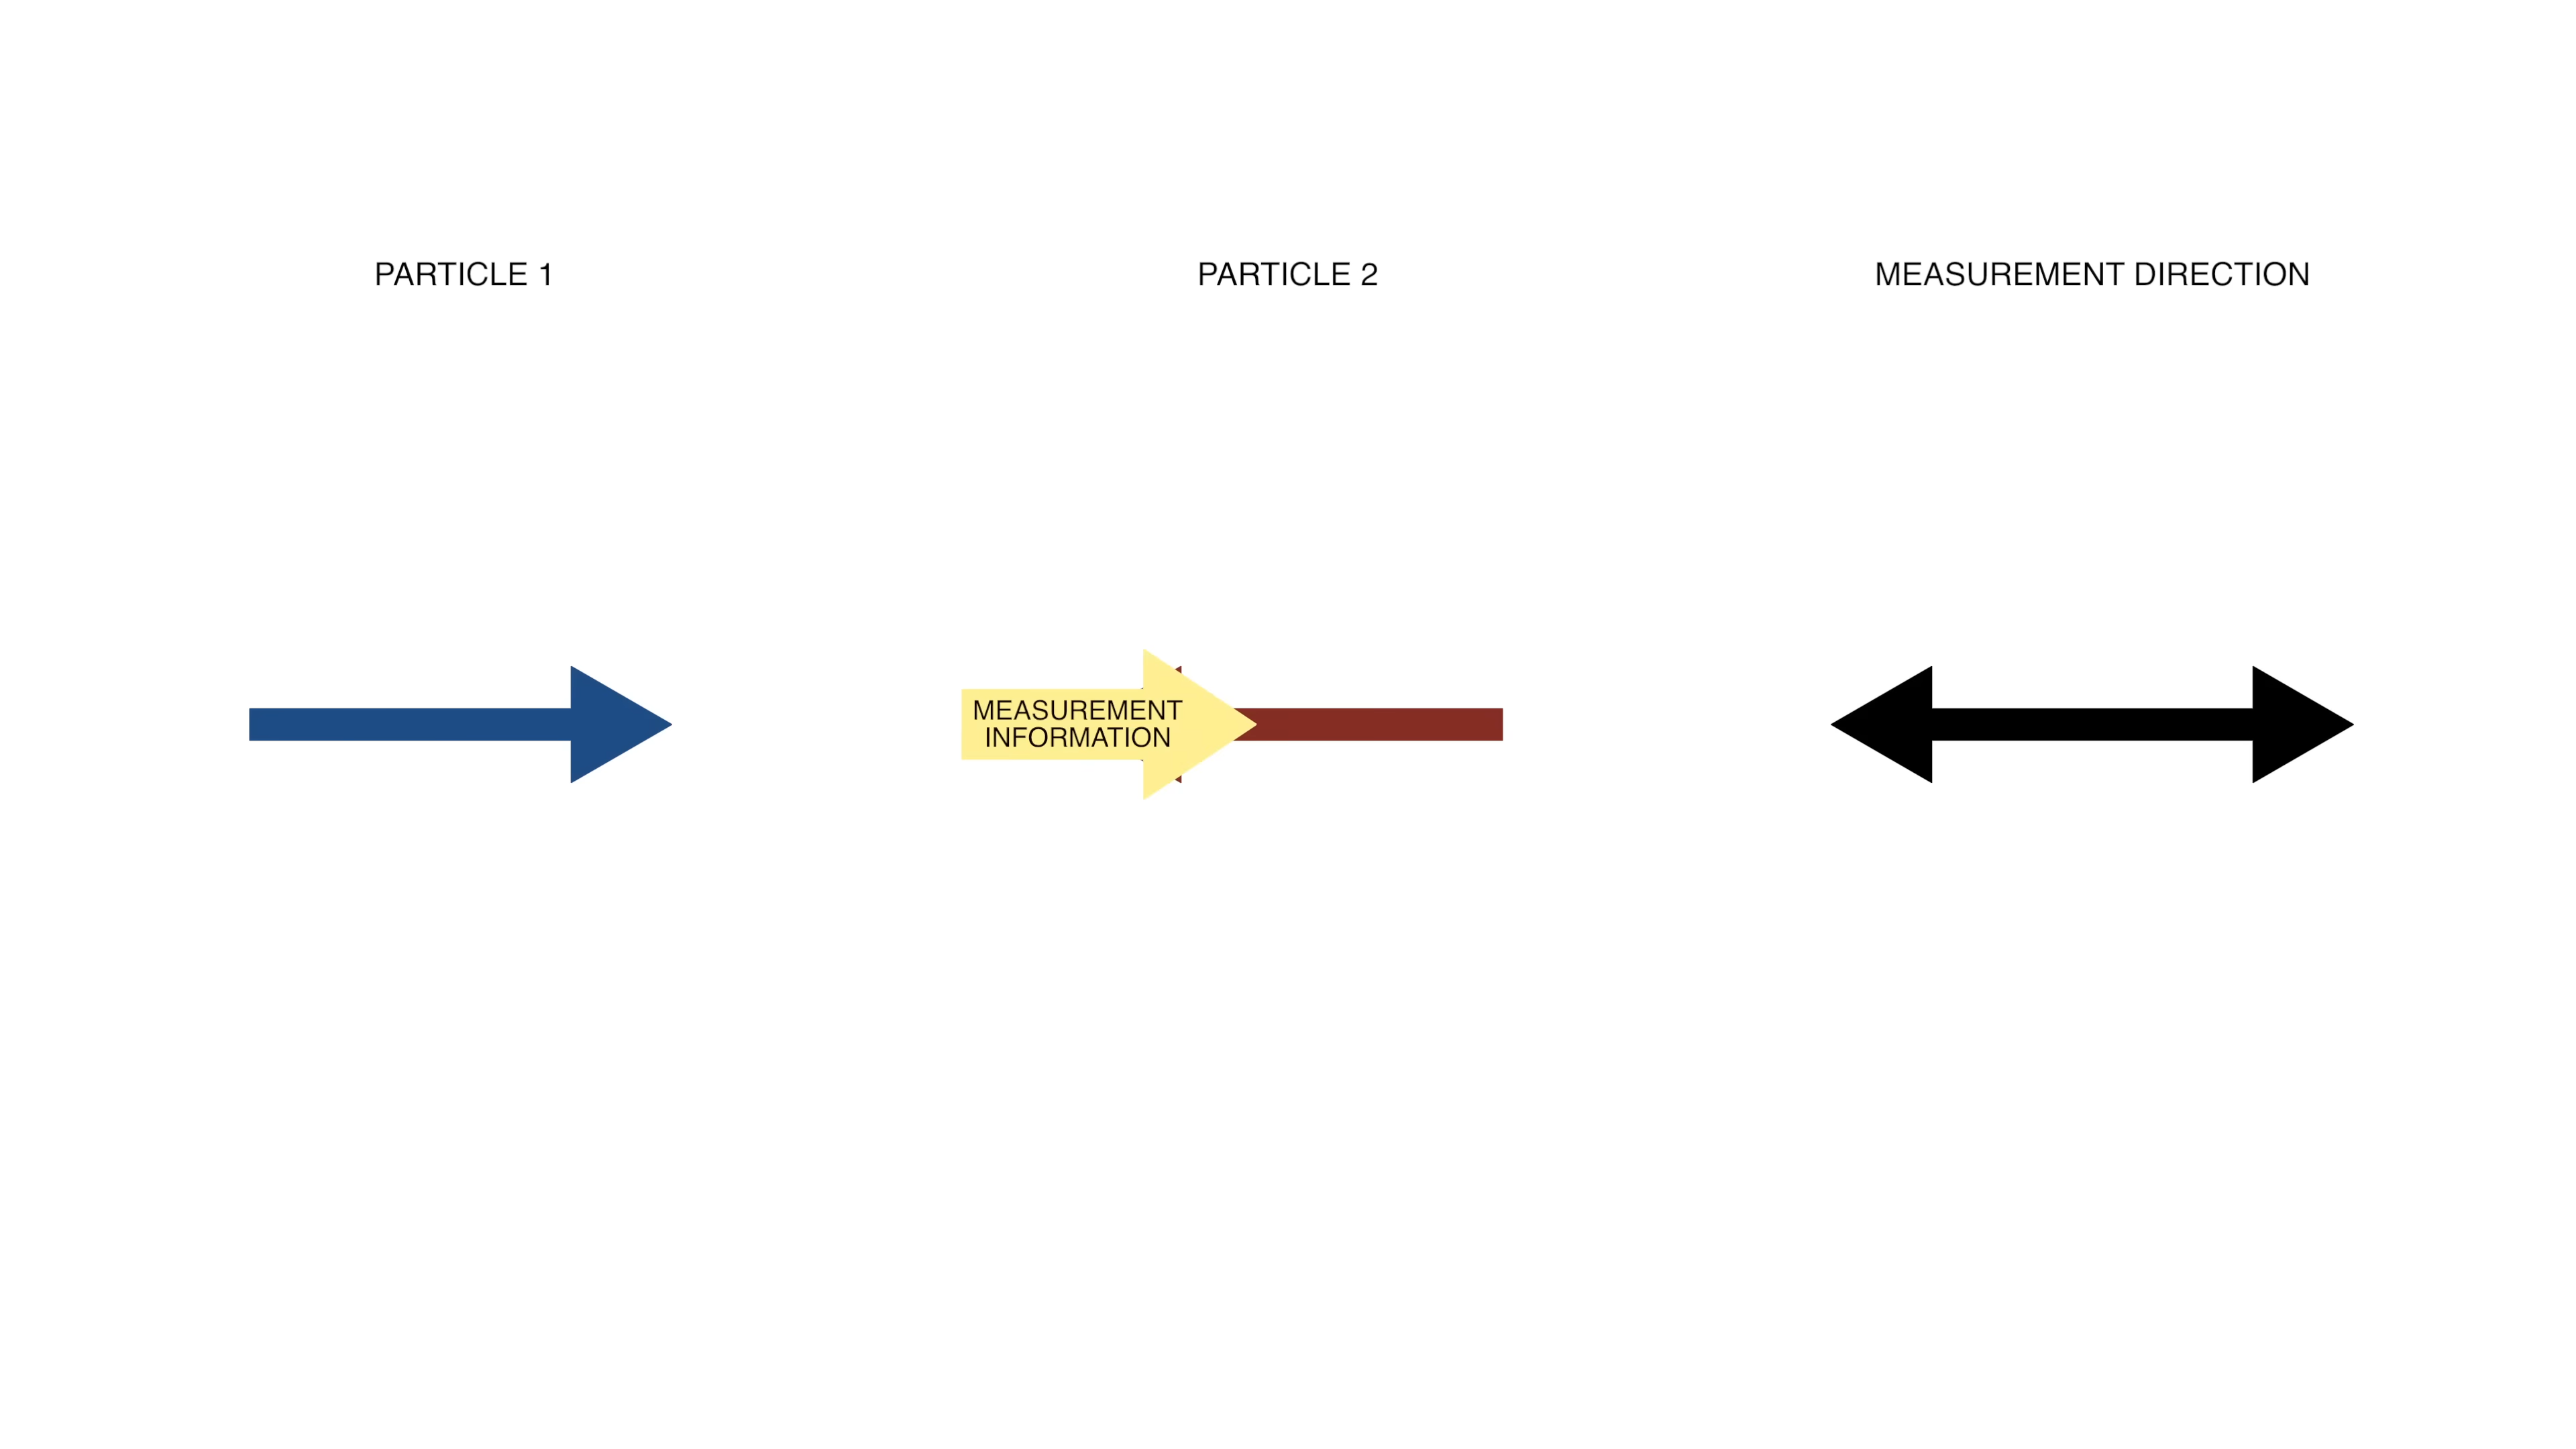 PARTICLE 1
PARTICLE 2
MEASUREMENT DIRECTION
MEASUREMENT
INFORMATION